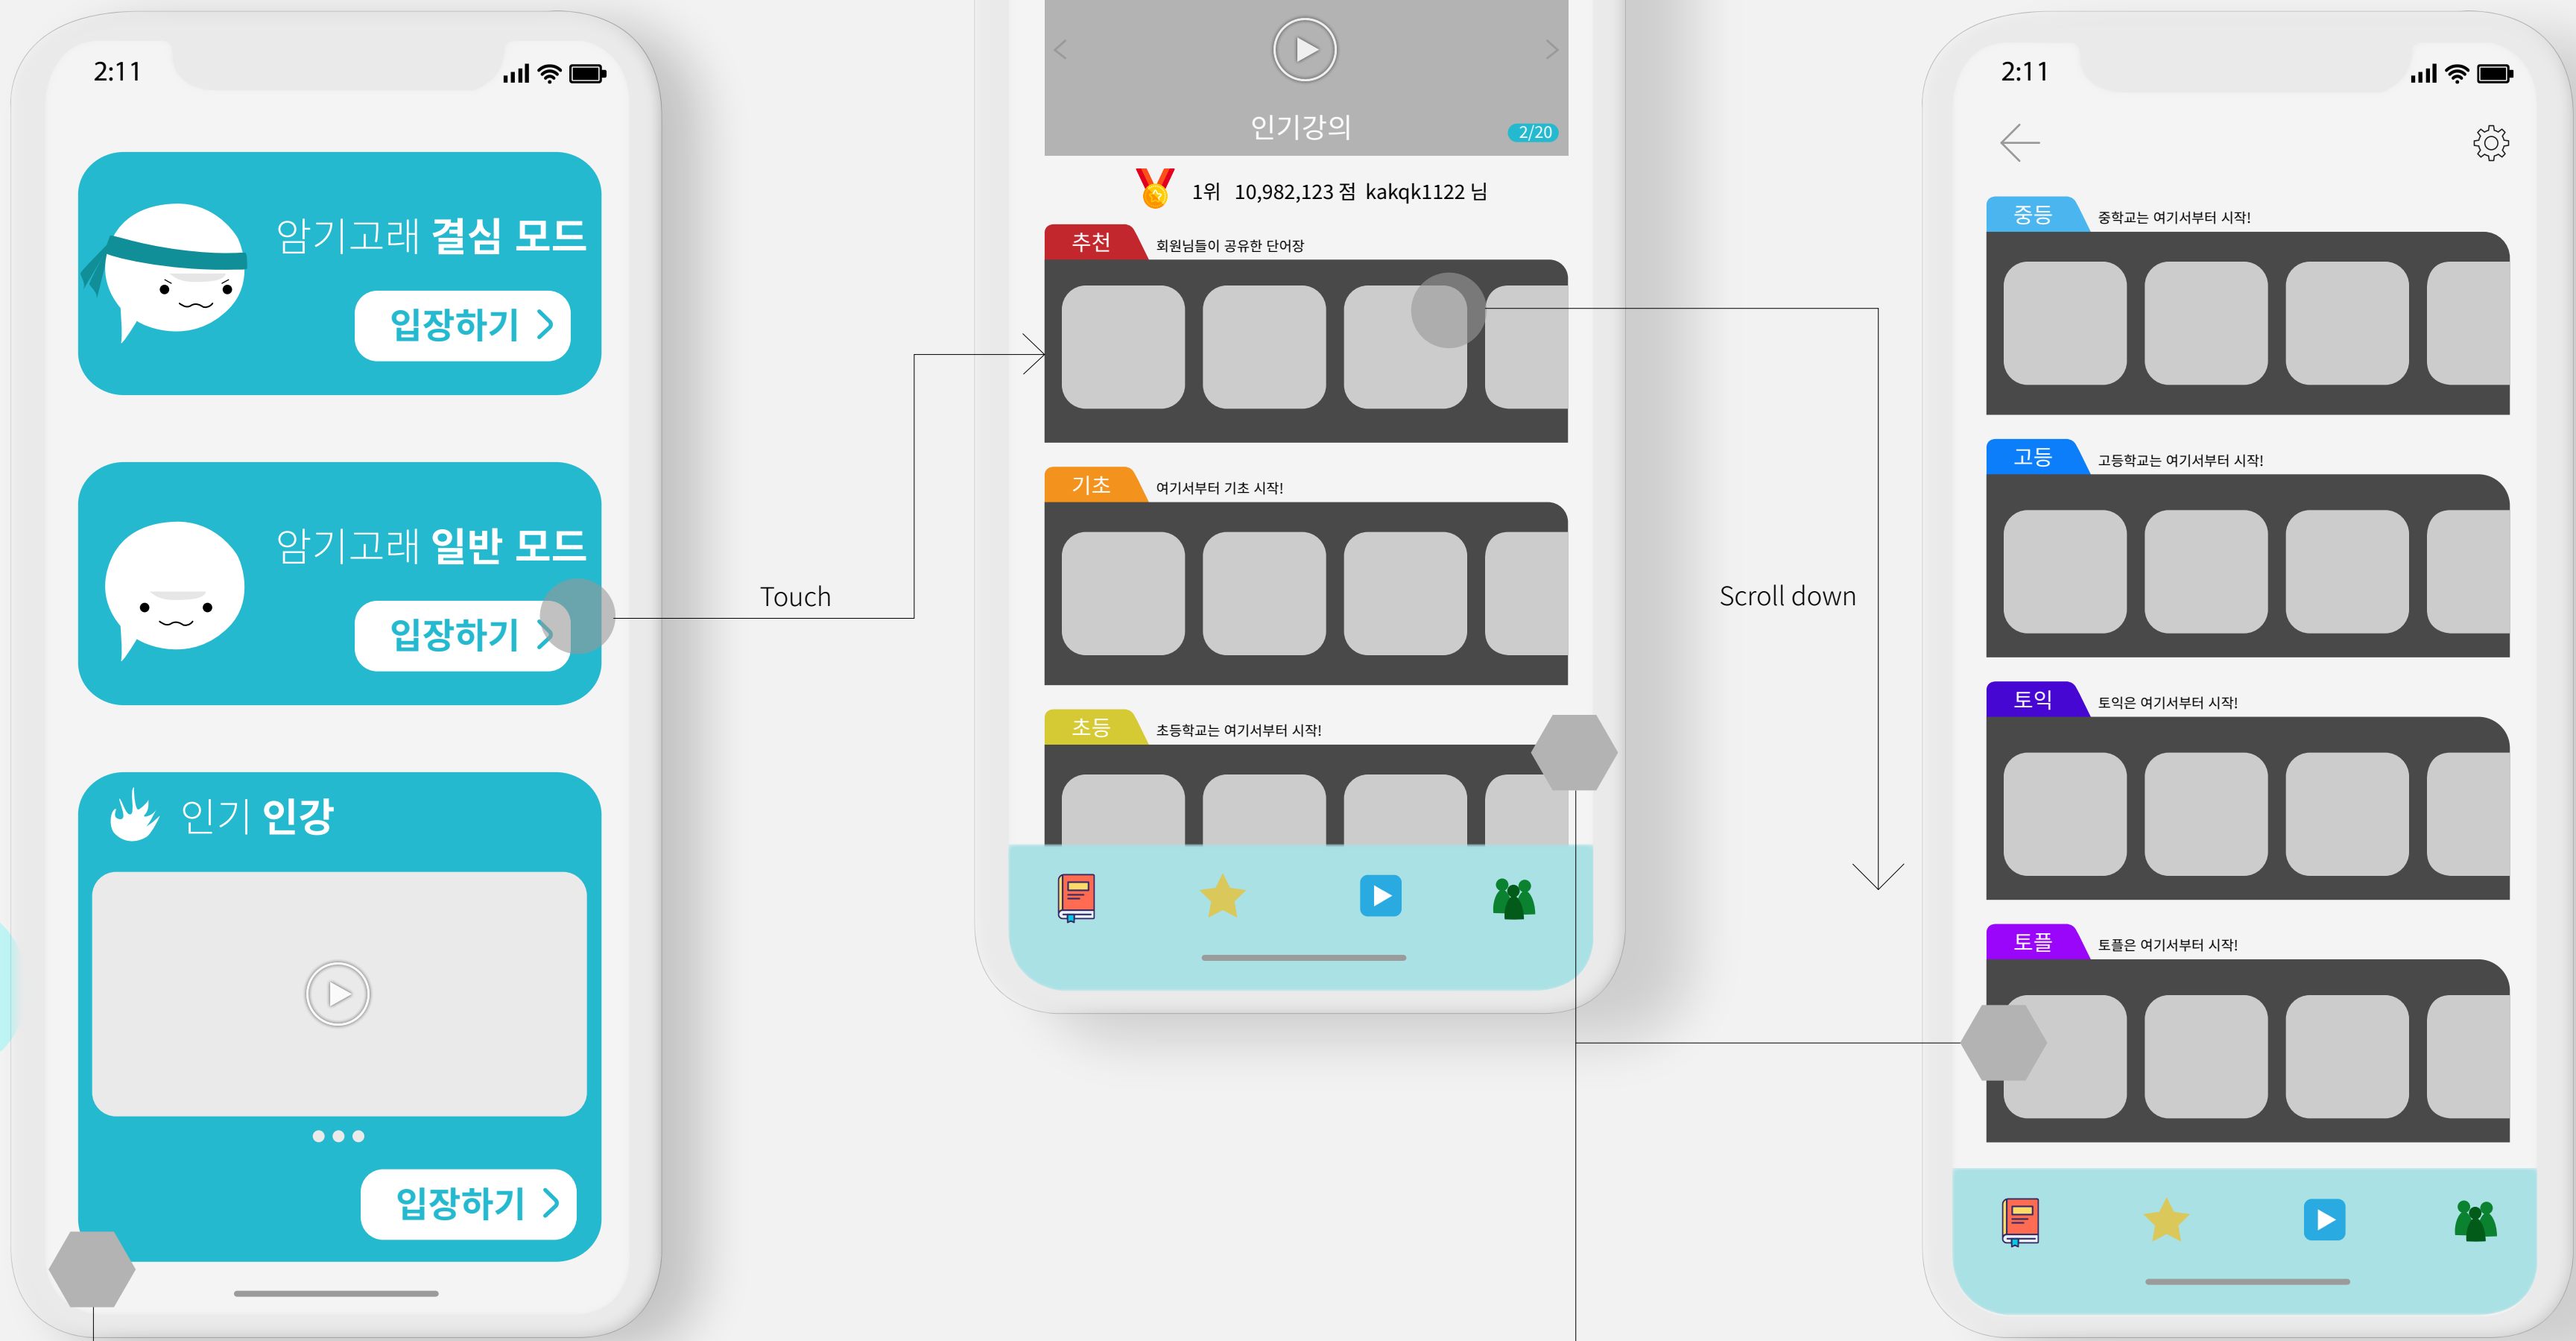 2:11
암기고래 결심 모드
입장하기
암기고래 일반 모드
입장하기
인기 인강
입장하기
Touch
인기강의
2/20
1위 10,982,123 점 kakqk1122 님
추천 회원님들이 공유한 단어장
기초 여기서부터 기초 시작!
초등 초등학교는 여기서부터 시작!
Scroll down
2:11
중등 중학교는 여기서부터 시작!
고등 고등학교는 여기서부터 시작!
토익 토익은 여기서부터 시작!
토플 토플은 여기서부터 시작!